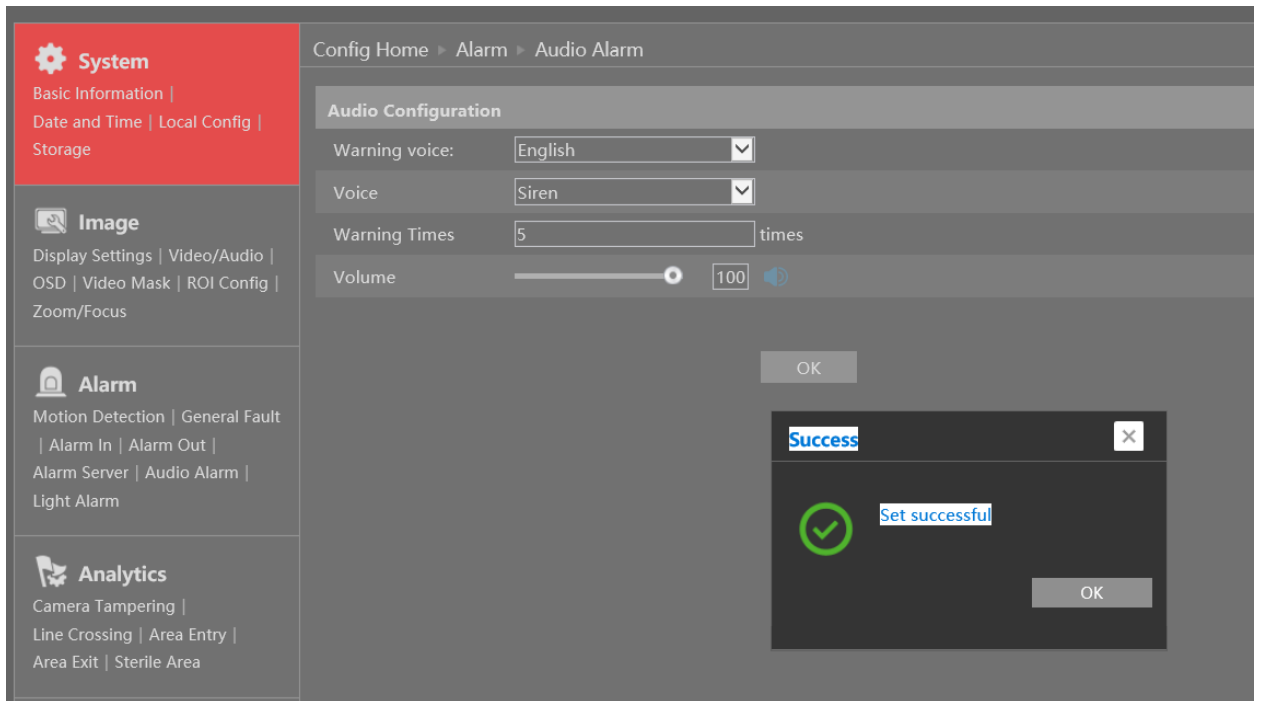 System
Basic Information |
Date and Time | Local Config |
Storage
Image
Display Settings | Video/Audio |
OSD | Video Mask | ROI Config |
Zoom/Focus
Alarm
Motion Detection | General Fault
| Alarm In | Alarm Out |
Alarm Server | Audio Alarm |
Light Alarm
Analytics
Camera Tampering |
Line Crossing | Area Entry |
Area Exit | Sterile Area
Config Home ▸ Alarm ▸ Audio Alarm
Audio Configuration
Warning voice: English
Voice Siren
Warning Times 5 times
Volume 100
OK
Success
Set successful
OK